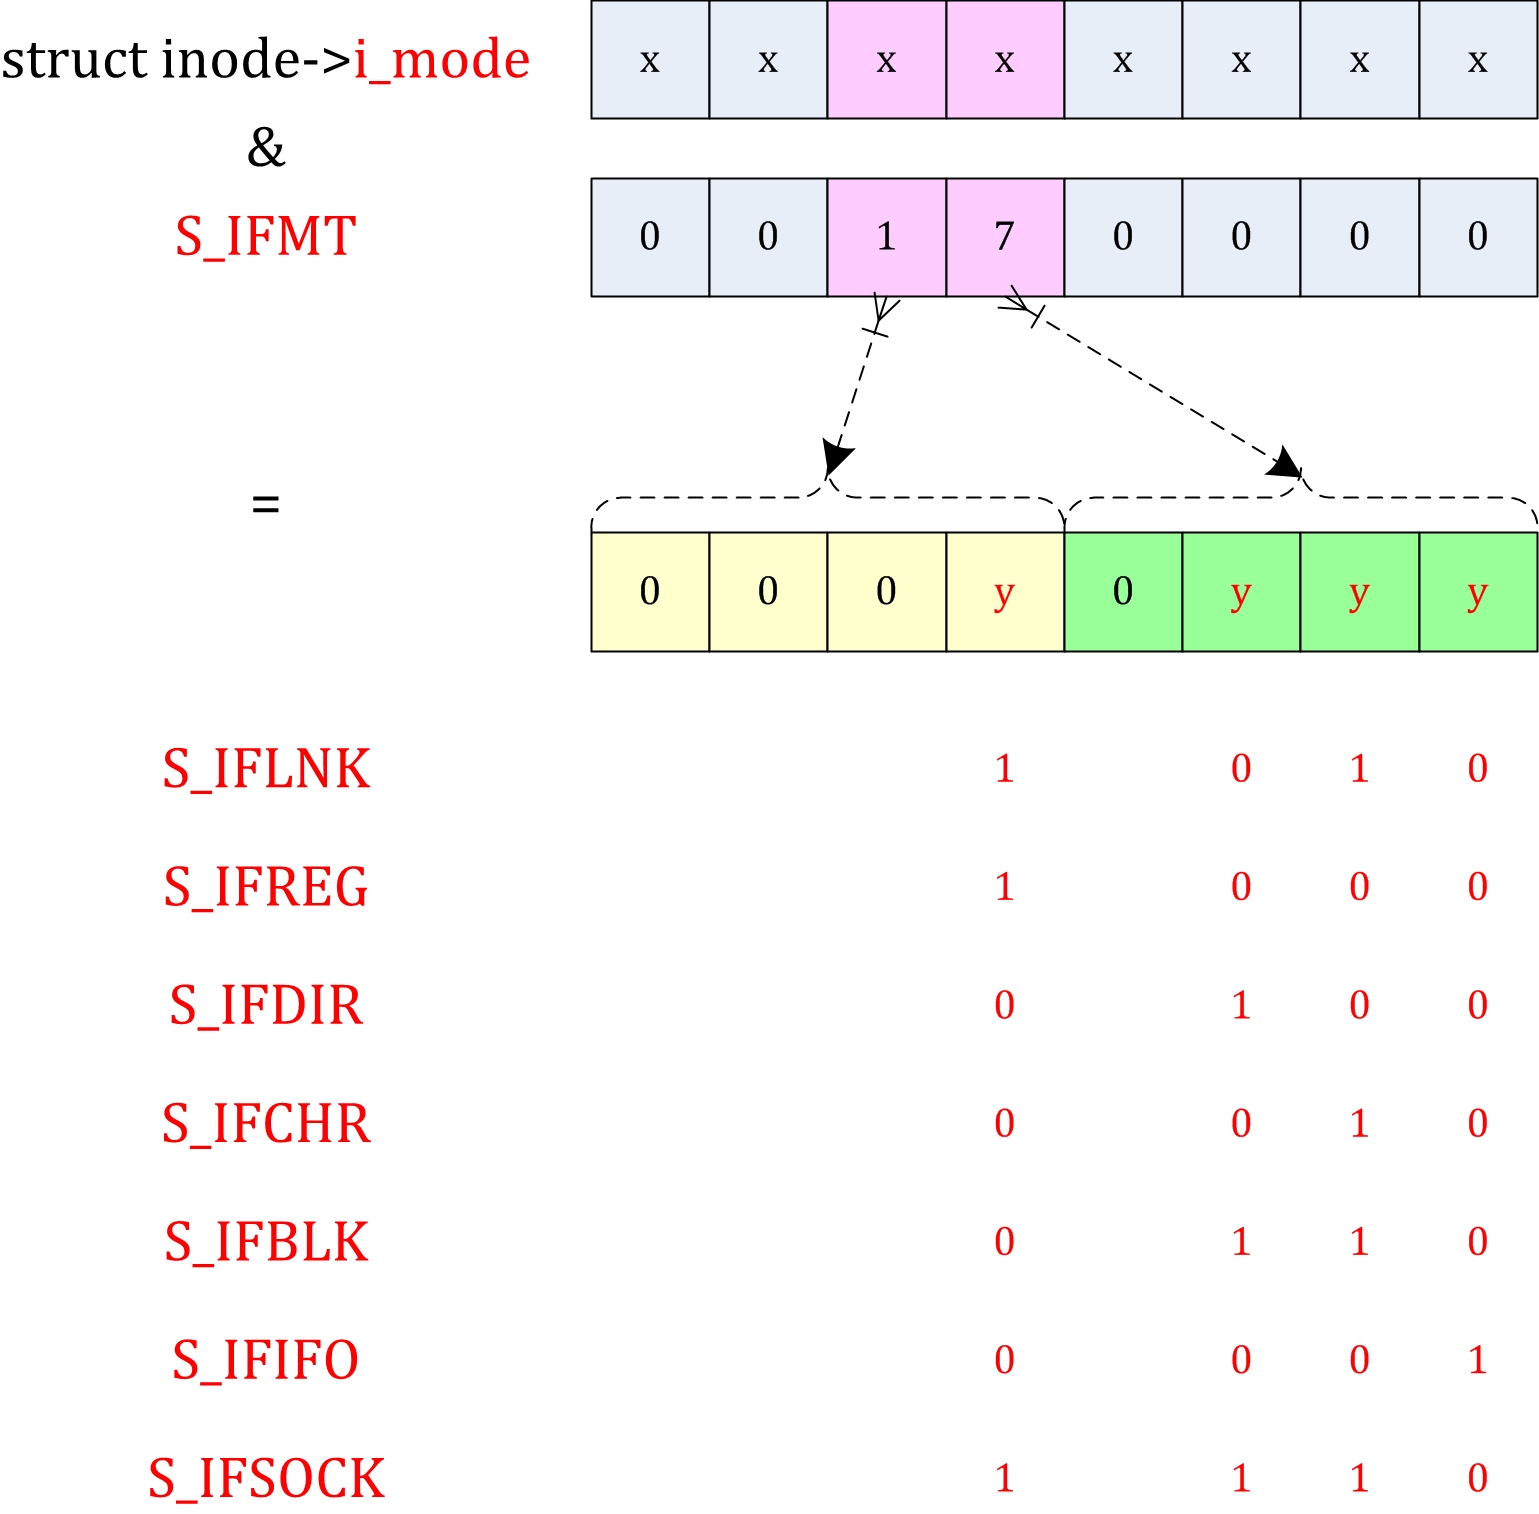 struct inode->i_mode x x x x x x x x
&
S_IFMT 0 0 1 7 0 0 0 0
=
0 0 0 y 0 y y y
S_IFLNK 1 0 1 0
S_IFREG 1 0 0 0
S_IFDIR 0 1 0 0
S_IFCHR 0 0 1 0
S_IFBLK 0 1 1 0
S_IFIFO 0 0 0 1
S_IFSOCK 1 1 1 0